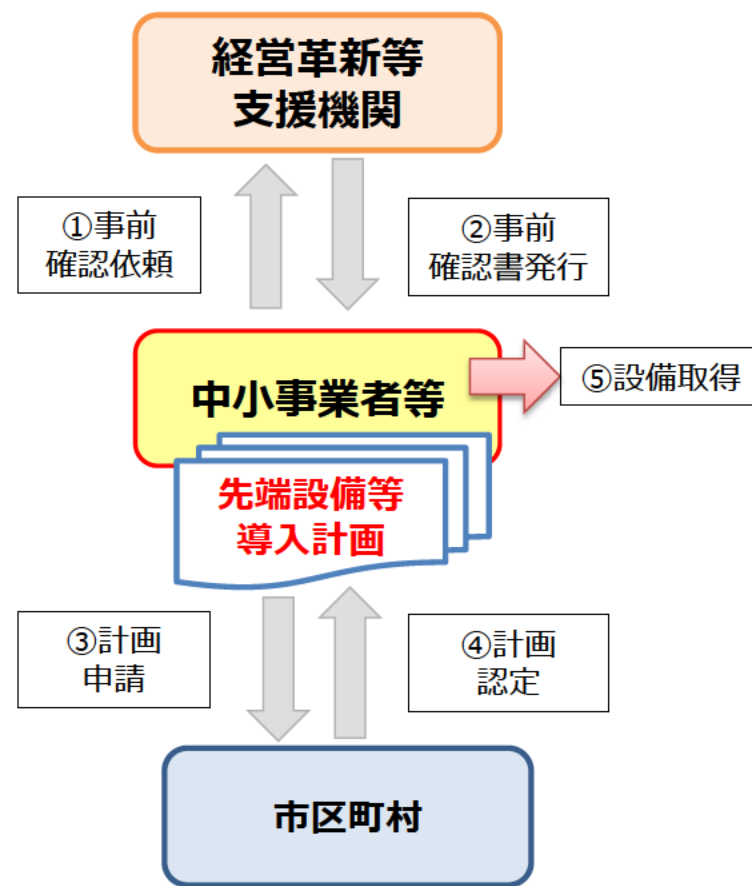 経営革新等
支援機関
①事前
確認依頼
②事前
確認書発行
中小事業者等
⑤設備取得
先端設備等
導入計画
③計画
申請
④計画
認定
市区町村